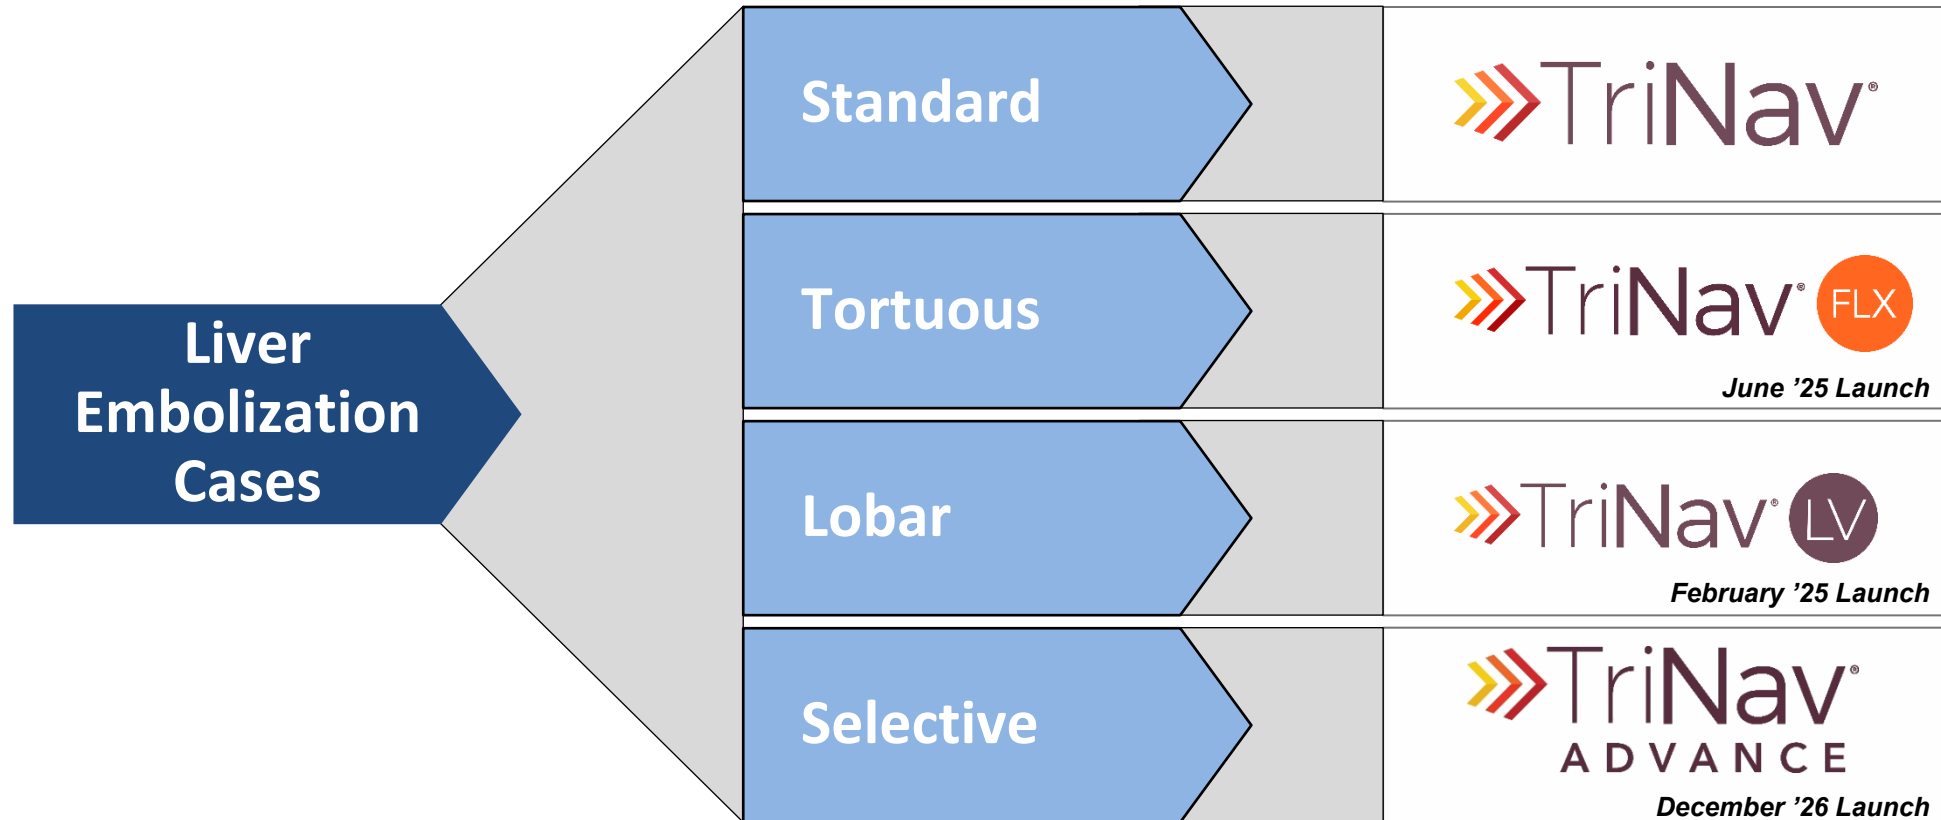 Liver
Embolization
Cases
Standard
TriNav®
Tortuous
TriNav® FLX
June ’25 Launch
Lobar
TriNav® LV
February ’25 Launch
Selective
TriNav®
ADVANCE
December ’26 Launch